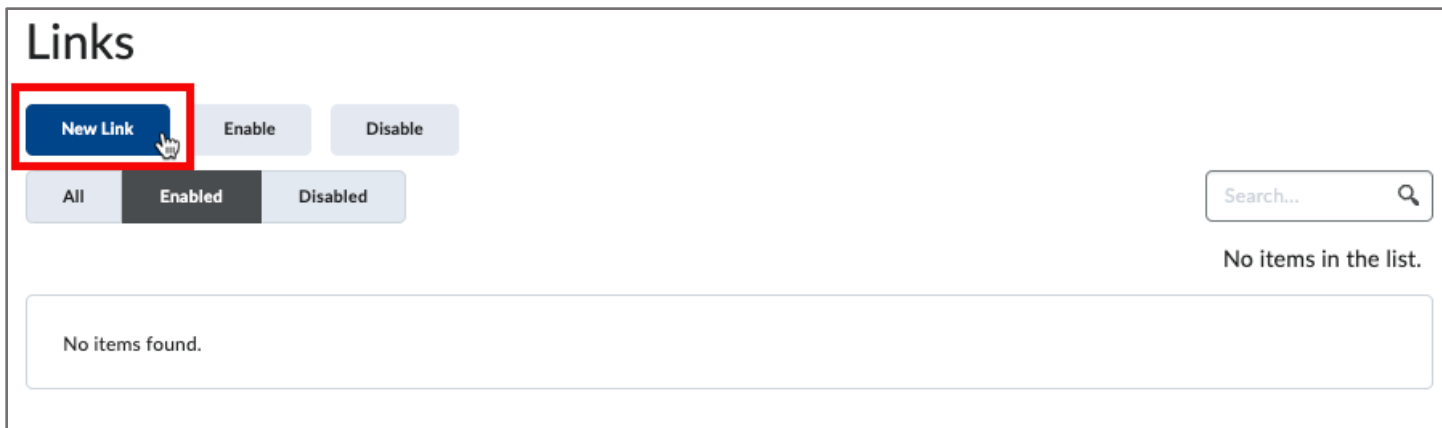 Links
New Link Enable Disable
All Enabled Disabled Search...
No items in the list.
No items found.